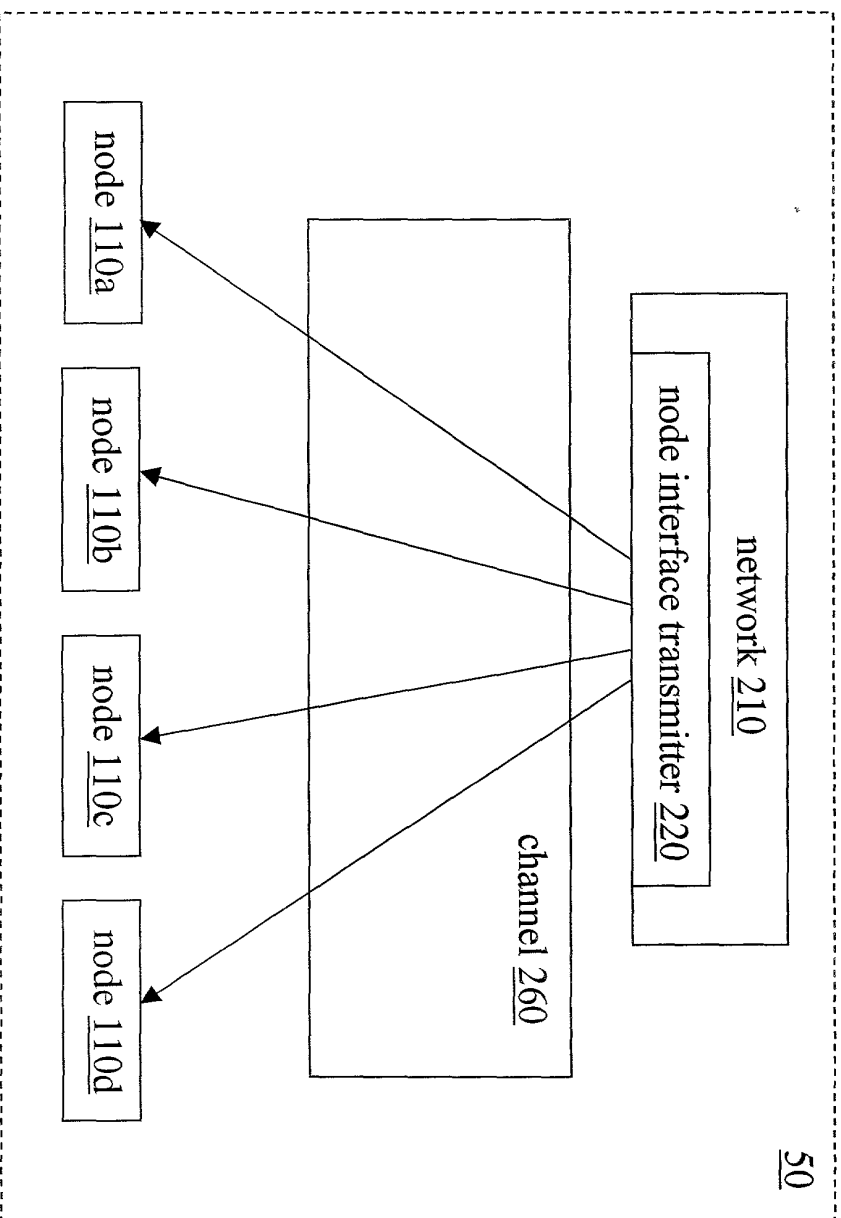 50
network 210
node interface transmitter 220
channel 260
node 110a
node 110b
node 110c
node 110d